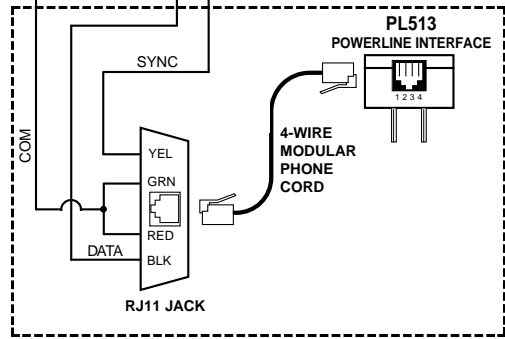 PL513
POWERLINE INTERFACE
1 2 3 4
SYNC
COM
4-WIRE
MODULAR
PHONE
CORD
YEL
GRN
RED
DATA
BLK
RJ11 JACK